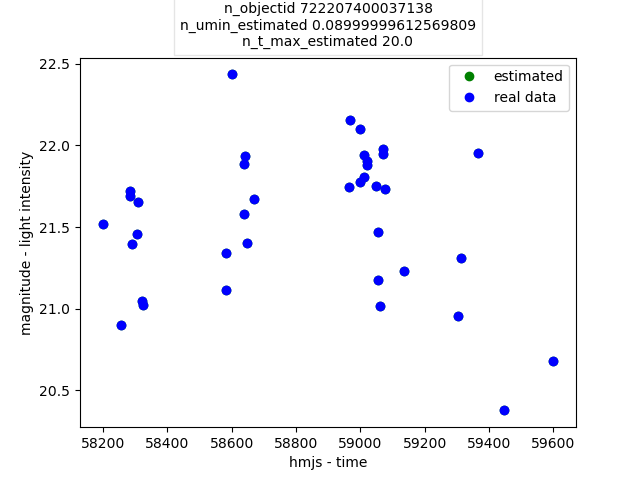 n_objectid 722207400037138
n_umin_estimated 0.08999999612569809
n_t_max_estimated 20.0
estimated
real data
22.5
22.0
21.5
21.0
20.5
magnitude - light intensity
58200 58400 58600 58800 59000 59200 59400 59600
hmjs - time